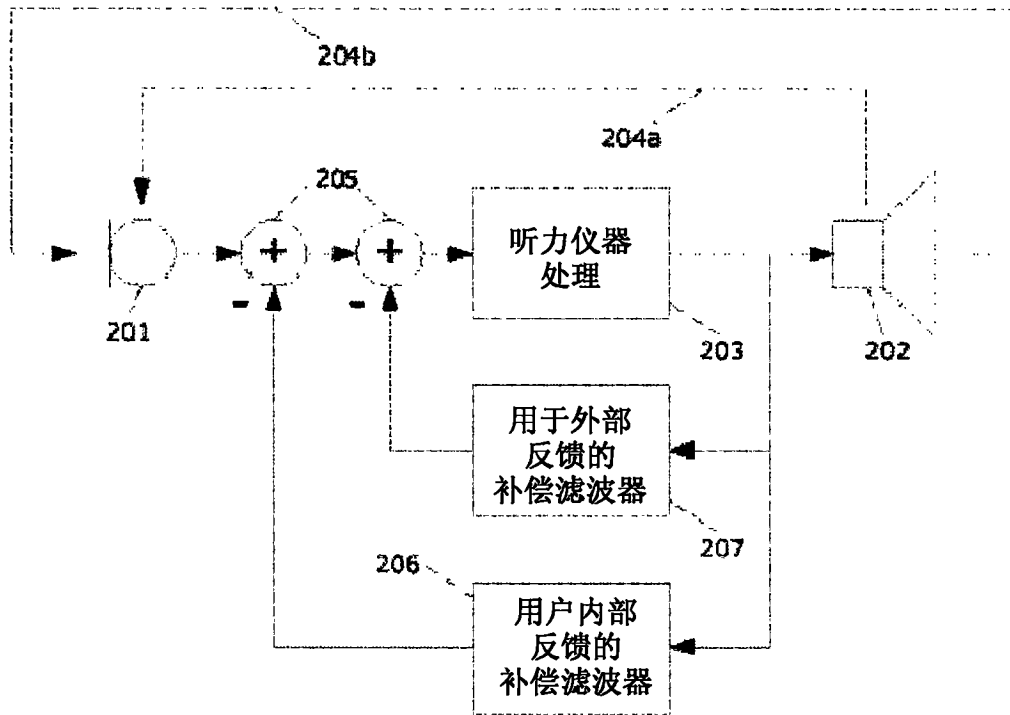 204b
204a
205
+
+
听力仪器
处理
-
-
201
203
202
用于外部
反馈的
补偿滤波器
207
206
用户内部
反馈的
补偿滤波器